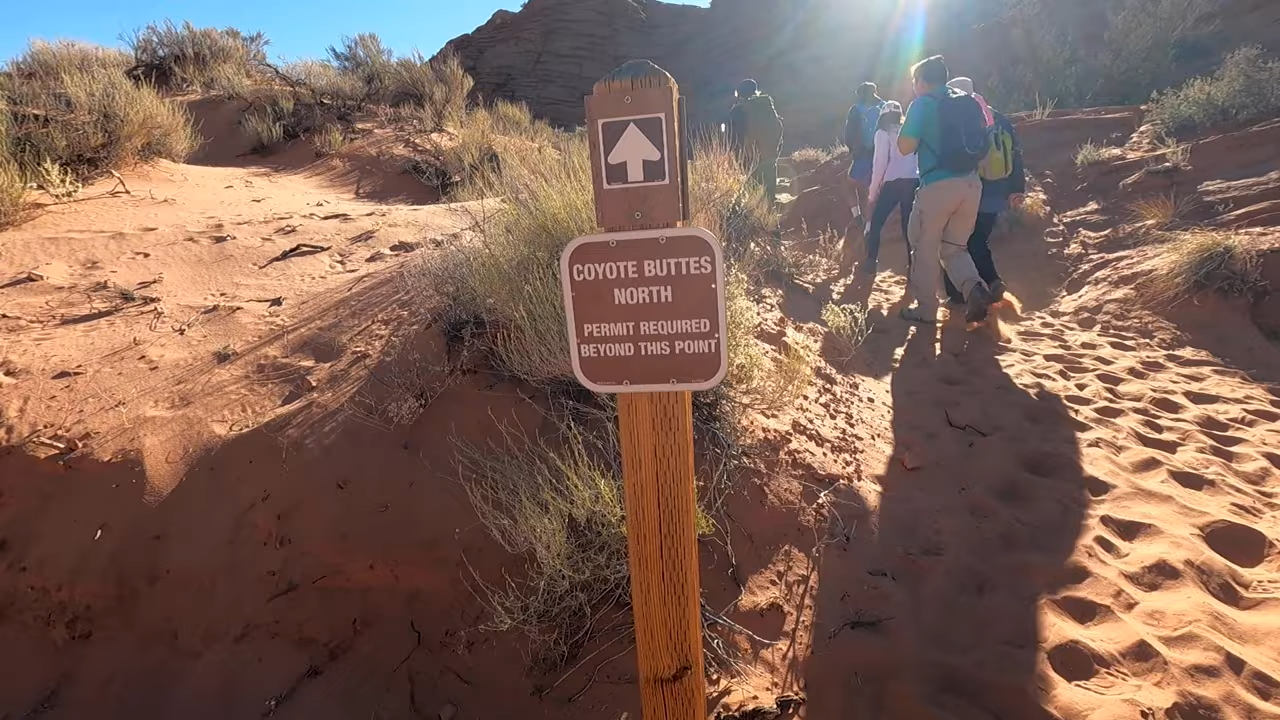 COYOTE BUTTES
NORTH
PERMIT REQUIRED
BEYOND THIS POINT